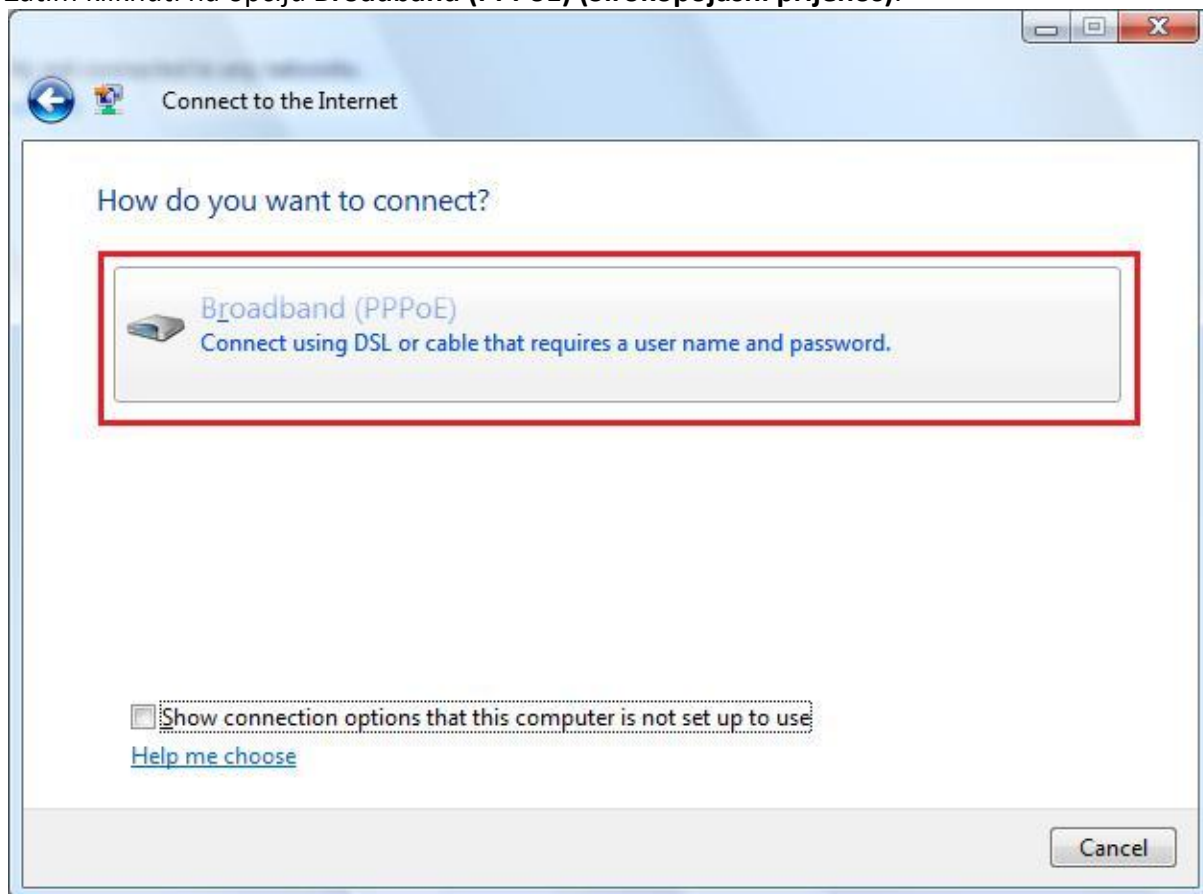 Connect to the Internet
How do you want to connect?
Broadband (PPPoE)
Connect using DSL or cable that requires a user name and password.
Show connection options that this computer is not set up to use
Help me choose
Cancel